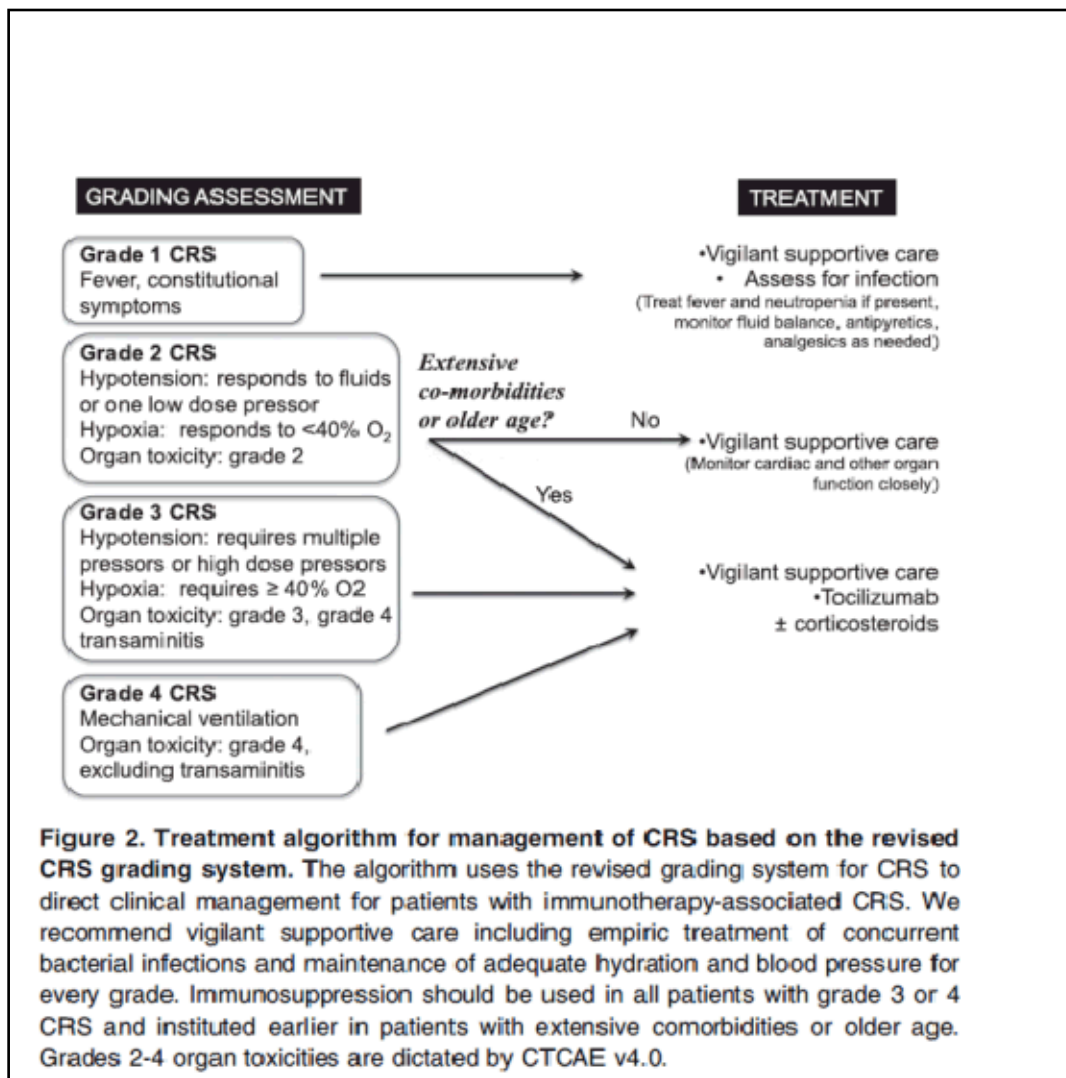 GRADING ASSESSMENT
Grade 1 CRS
Fever, constitutional
symptoms
Grade 2 CRS
Hypotension: responds to fluids
or one low dose pressor
Hypoxia: responds to <40% O₂
Organ toxicity: grade 2
Grade 3 CRS
Hypotension: requires multiple
pressors or high dose pressors
Hypoxia: requires ≥ 40% O2
Organ toxicity: grade 3, grade 4
transaminitis
Grade 4 CRS
Mechanical ventilation
Organ toxicity: grade 4,
excluding transaminitis
Extensive
co-morbidities
or older age?
No
Yes
TREATMENT
•Vigilant supportive care
• Assess for infection
(Treat fever and neutropenia if present,
monitor fluid balance, antipyretics,
analgesics as needed)
•Vigilant supportive care
(Monitor cardiac and other organ
function closely)
•Vigilant supportive care
•Tocilizumab
± corticosteroids
Figure 2. Treatment algorithm for management of CRS based on the revised
CRS grading system. The algorithm uses the revised grading system for CRS to
direct clinical management for patients with immunotherapy-associated CRS. We
recommend vigilant supportive care including empiric treatment of concurrent
bacterial infections and maintenance of adequate hydration and blood pressure for
every grade. Immunosuppression should be used in all patients with grade 3 or 4
CRS and instituted earlier in patients with extensive comorbidities or older age.
Grades 2-4 organ toxicities are dictated by CTCAE v4.0.